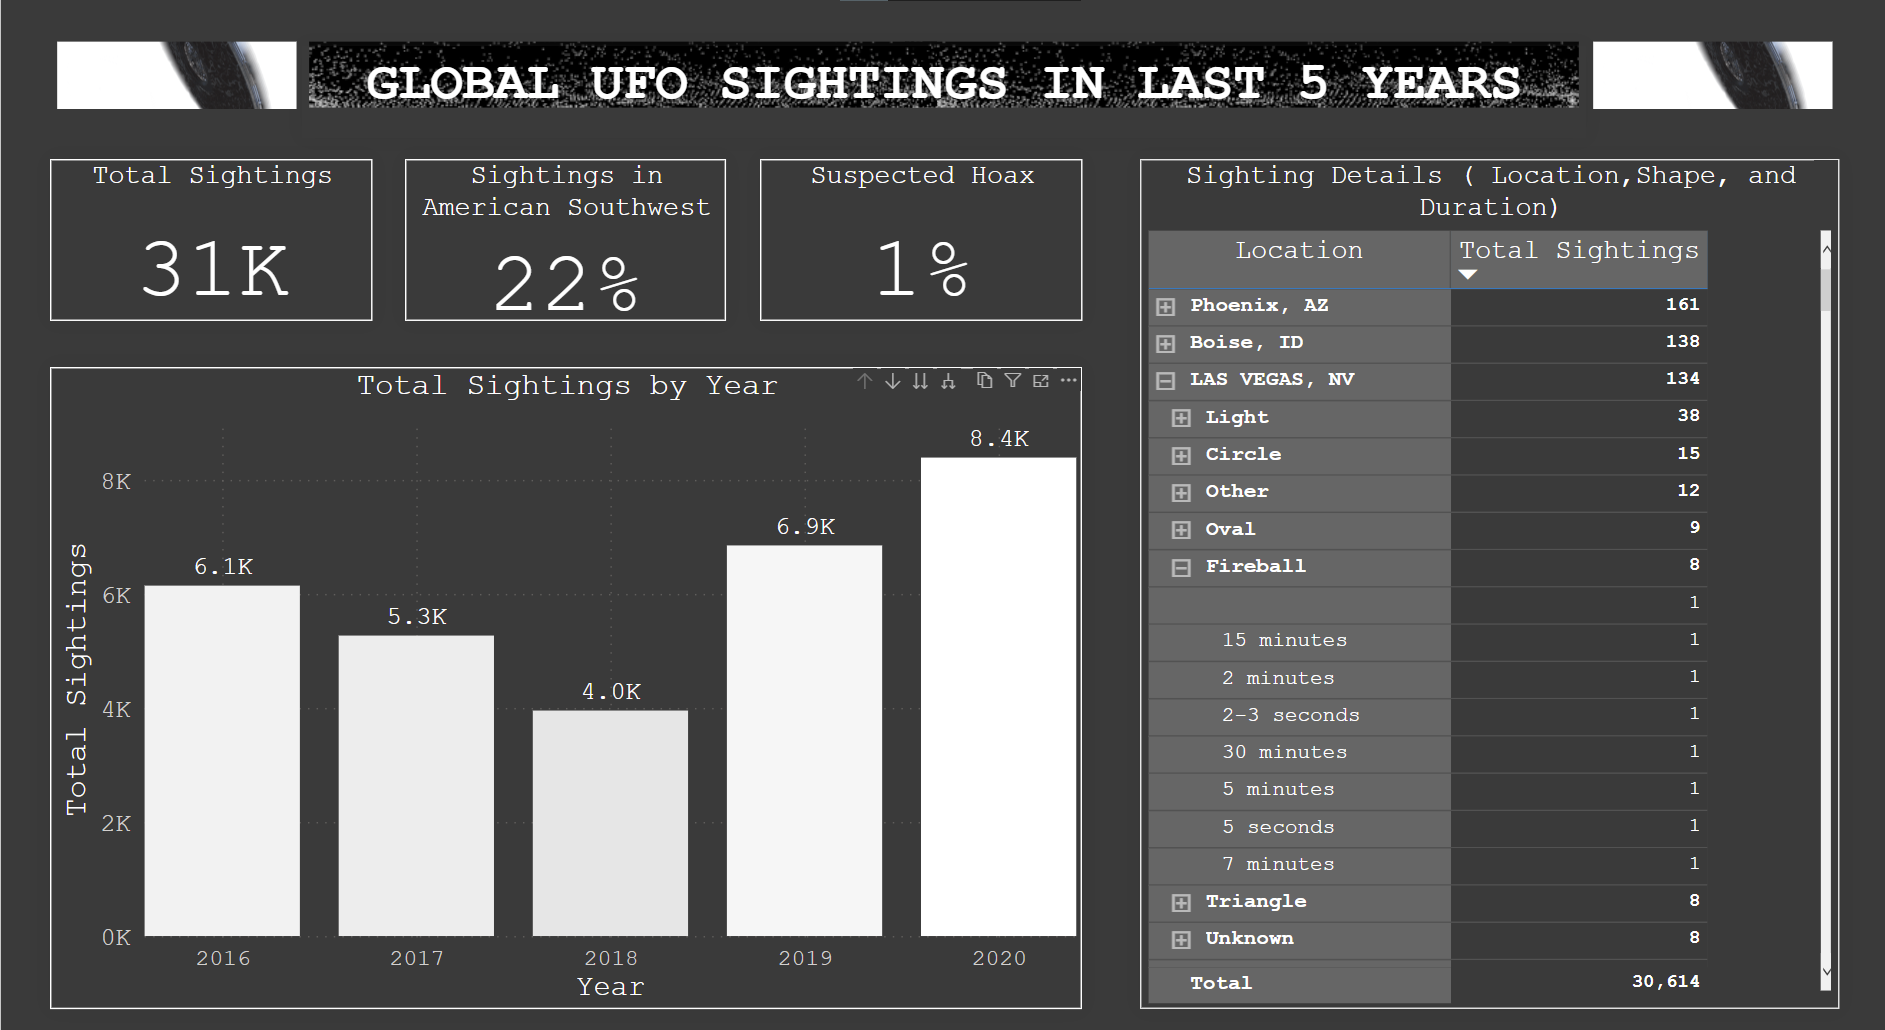 GLOBAL UFO SIGHTINGS IN LAST 5 YEARS
Total Sightings
31K
Sightings in
American Southwest
22%
Suspected Hoax
1%
Total Sightings by Year
Total Sightings
8K
6K
4K
2K
0K
6.1K
5.3K
4.0K
6.9K
8.4K
2016
2017
2018
2019
2020
Year
Sighting Details ( Location,Shape, and
Duration)
Location Total Sightings
Phoenix, AZ 161
Boise, ID 138
LAS VEGAS, NV 134
Light 38
Circle 15
Other 12
Oval 9
Fireball 8
1
15 minutes 1
2 minutes 1
2-3 seconds 1
30 minutes 1
5 minutes 1
5 seconds 1
7 minutes 1
Triangle 8
Unknown 8
Total 30,614